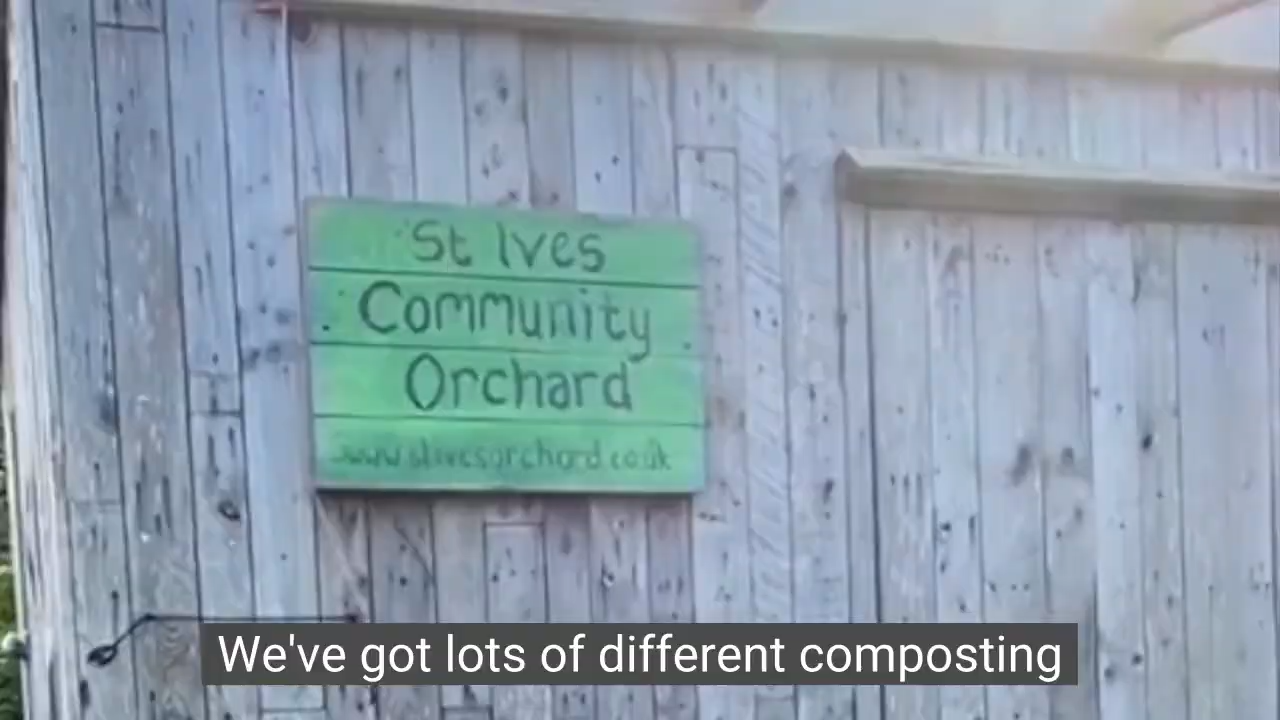 St Ives
Community
Orchard
www.stivesorchard.co.uk
We've got lots of different composting